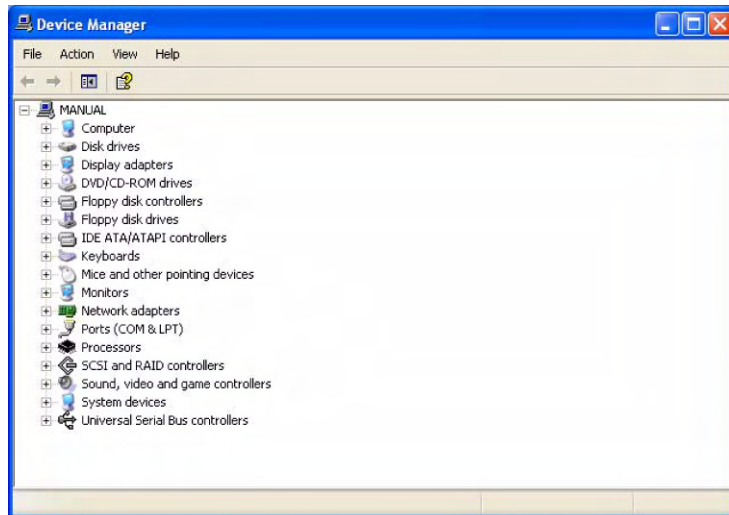 Device Manager
File Action View Help
MANUAL
Computer
Disk drives
Display adapters
DVD/CD-ROM drives
Floppy disk controllers
Floppy disk drives
IDE ATA/ATAPI controllers
Keyboards
Mice and other pointing devices
Monitors
Network adapters
Ports (COM & LPT)
Processors
SCSI and RAID controllers
Sound, video and game controllers
System devices
Universal Serial Bus controllers